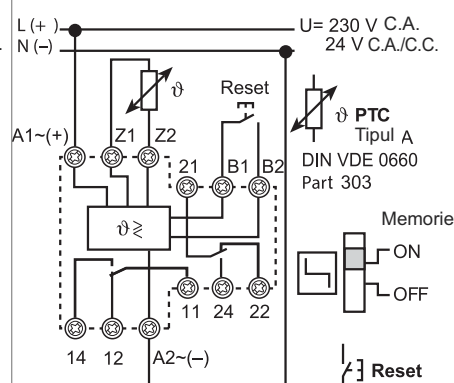 L (+)
U= 230 V C.A.
N (–)
24 V C.A./C.C.
ϑ
Reset
ϑ PTC
Tipul A
DIN VDE 0660
Part 303
A1~(+)
Z1
Z2
21
B1
B2
ϑ≷
Memorie
ON
OFF
11
24
22
14
12
A2~(–)
Reset